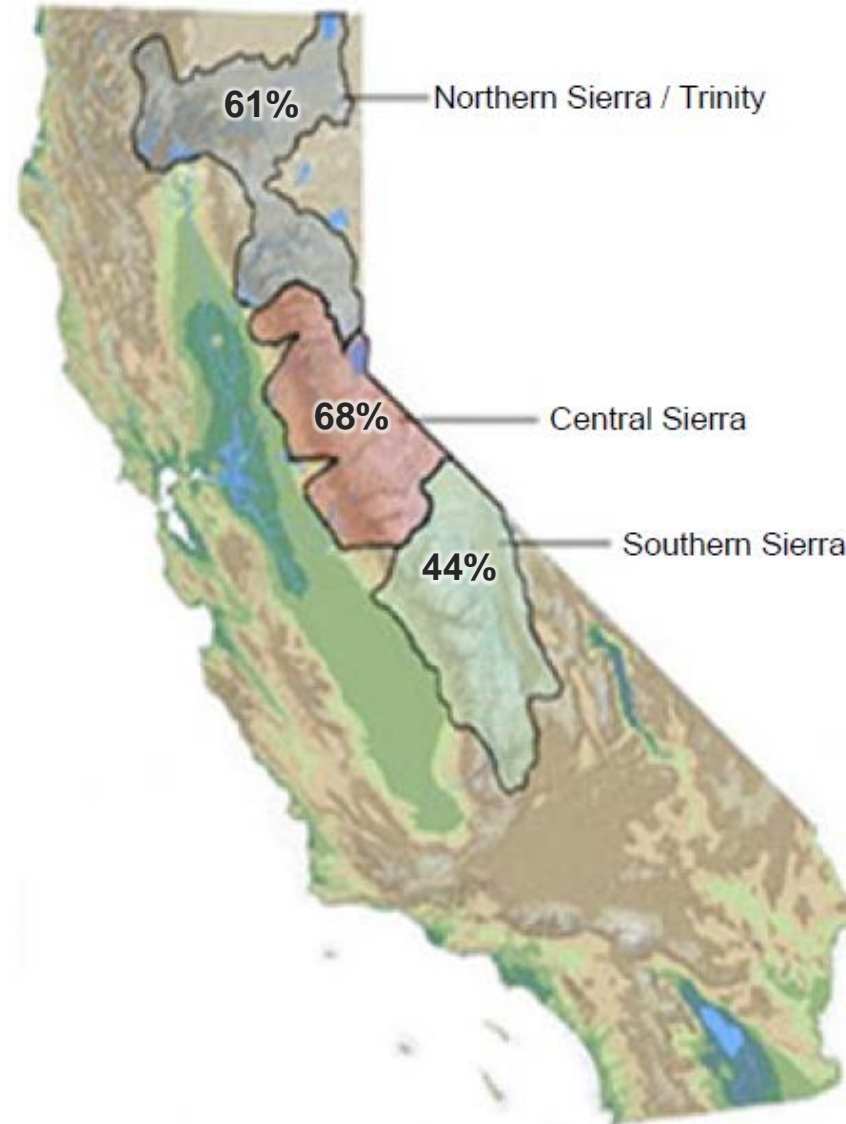 61%
Northern Sierra / Trinity
68%
Central Sierra
Southern Sierra
44%